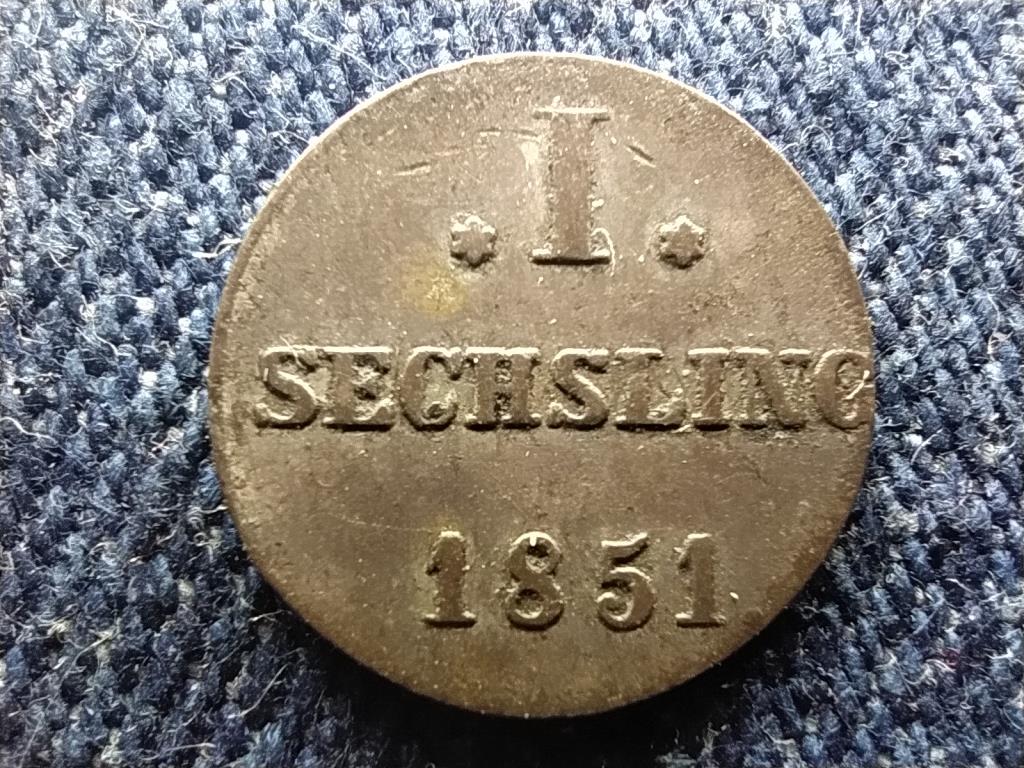 * I *
SECHSLING
1851